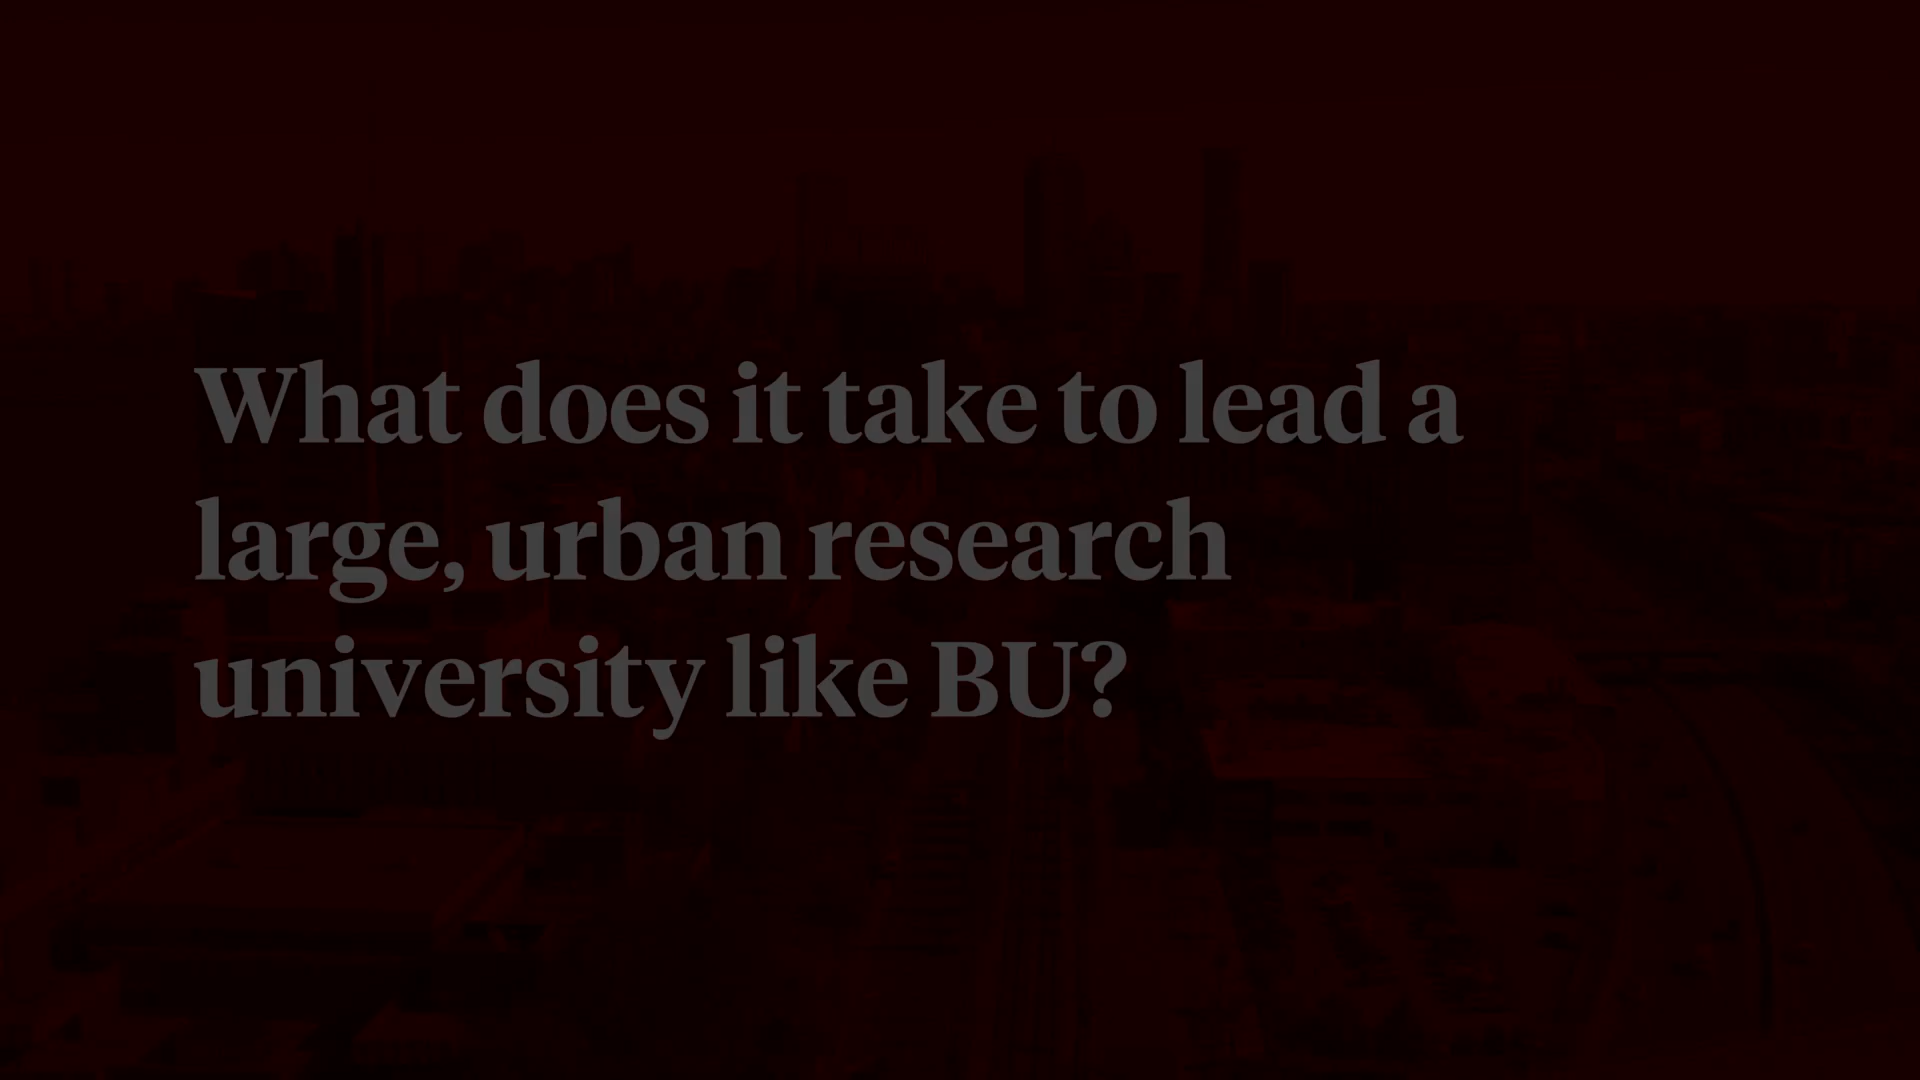 What does it take to lead a
large, urban research
university like BU?